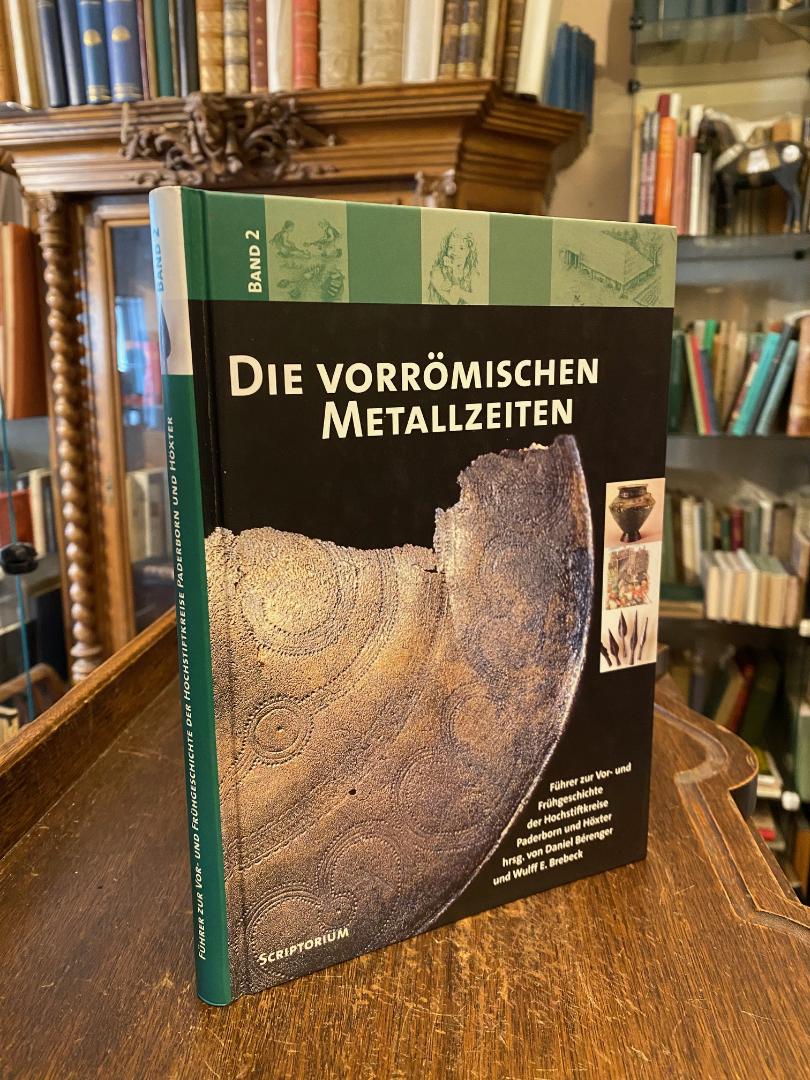 BAND 2
DIE VORRÖMISCHEN
METALLZEITEN
Führer zur Vor- und
Frühgeschichte
der Hochstiftkreise
Paderborn und Höxter
hrsg. von Daniel Bérenger
und Wulff E. Brebeck
SCRIPTORIUM
BAND 2
FÜHRER ZUR VOR- UND FRÜHGESCHICHTE DER HOCHSTIFTKREISE PADERBORN UND HÖXTER